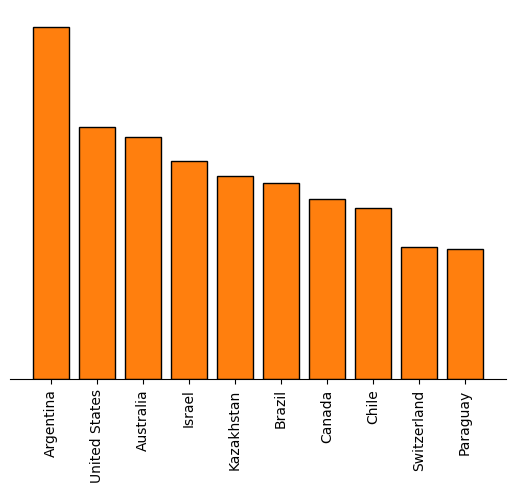 Argentina
United States
Australia
Israel
Kazakhstan
Brazil
Canada
Chile
Switzerland
Paraguay